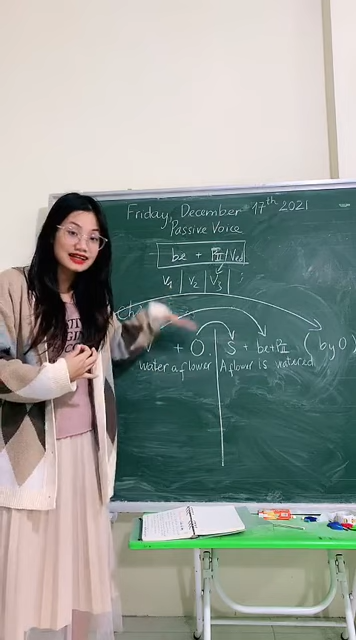 Friday, December 17th 2021
Passive Voice
be + PII/Ved
V1 | V2 | V3
Ch
V + O S + be+PII (by O)
water a flower A flower is watered